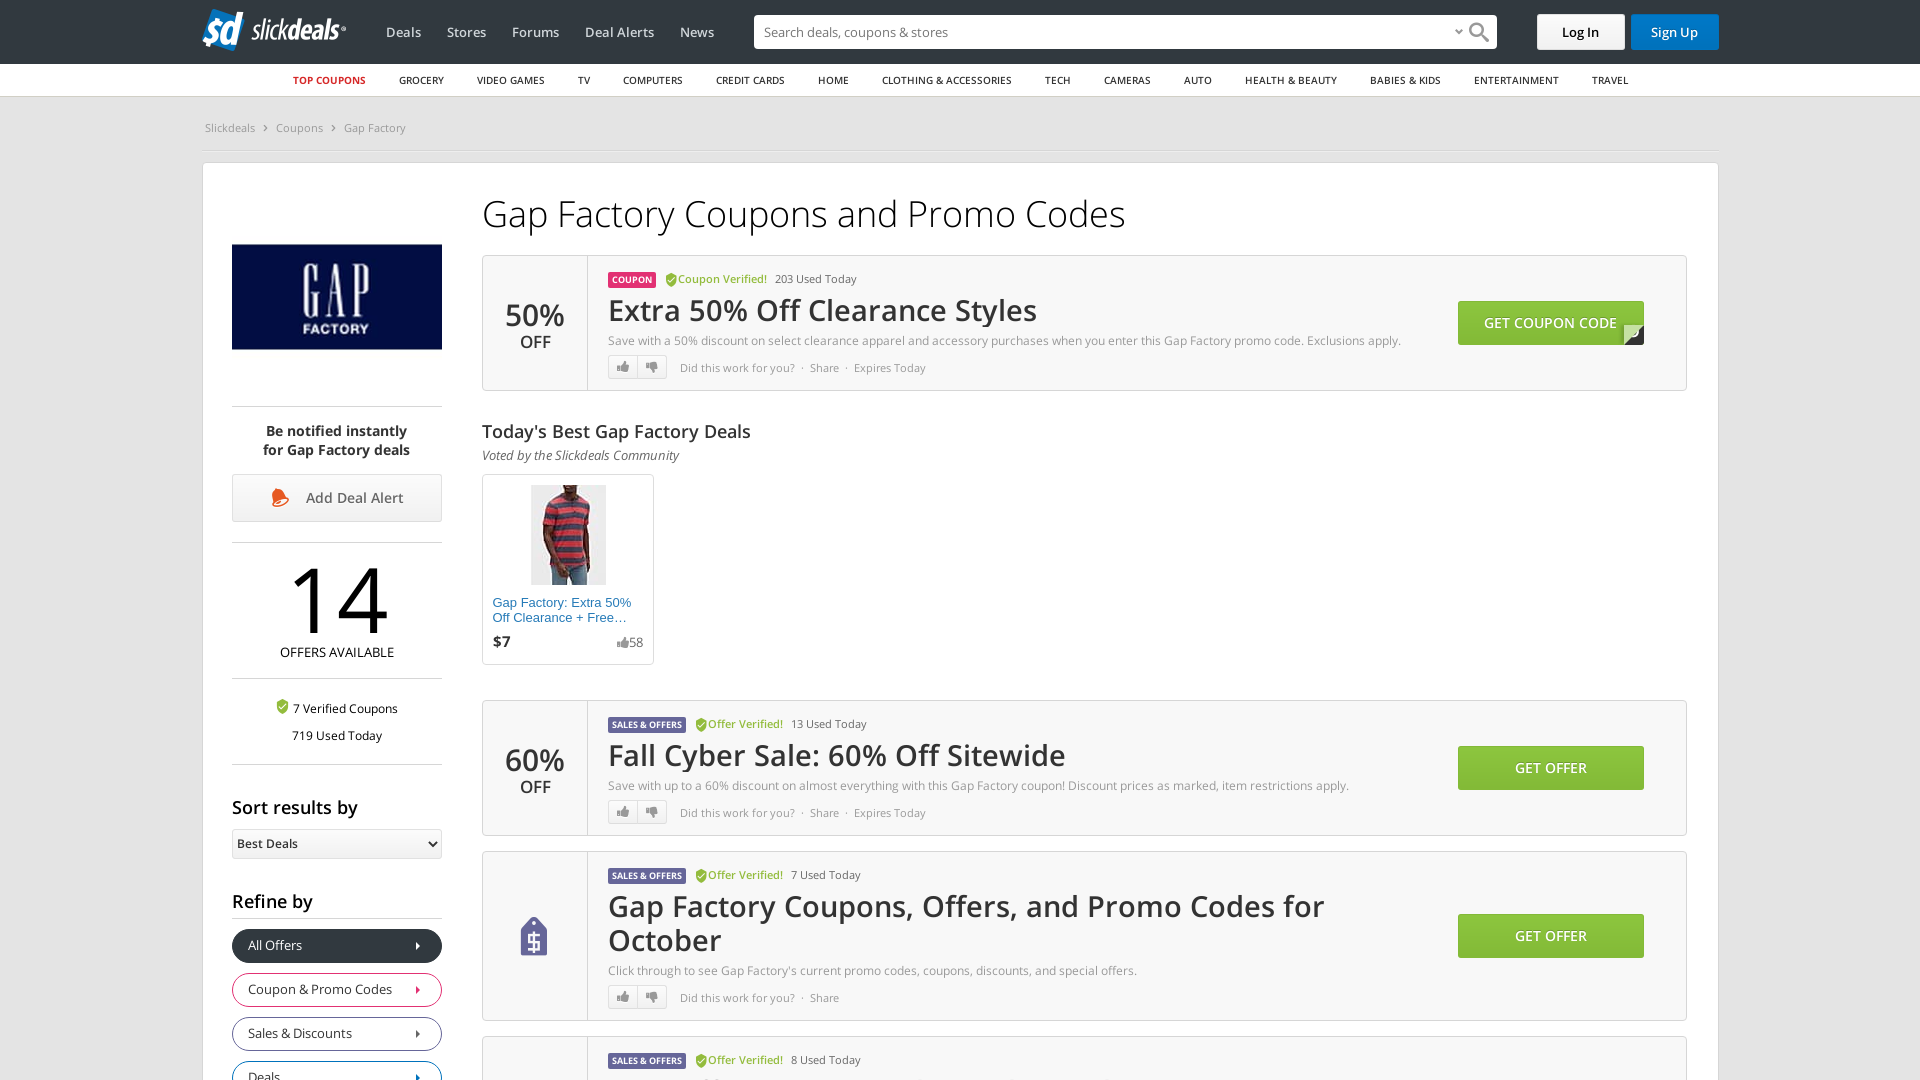 slickdeals
Deals
Stores
Forums
Deal Alerts
News
Search deals, coupons & stores
Log In
Sign Up
TOP COUPONS
GROCERY
VIDEO GAMES
TV
COMPUTERS
CREDIT CARDS
HOME
CLOTHING & ACCESSORIES
TECH
CAMERAS
AUTO
HEALTH & BEAUTY
BABIES & KIDS
ENTERTAINMENT
TRAVEL
Slickdeals > Coupons > Gap Factory
GAP
FACTORY
Be notified instantly
for Gap Factory deals
Add Deal Alert
14
OFFERS AVAILABLE
7 Verified Coupons
719 Used Today
Sort results by
Best Deals
Refine by
All Offers
Coupon & Promo Codes
Sales & Discounts
Deals
Gap Factory Coupons and Promo Codes
50%
OFF
COUPON Coupon Verified! 203 Used Today
Extra 50% Off Clearance Styles
Save with a 50% discount on select clearance apparel and accessory purchases when you enter this Gap Factory promo code. Exclusions apply.
Did this work for you? · Share · Expires Today
GET COUPON CODE
Today's Best Gap Factory Deals
Voted by the Slickdeals Community
Gap Factory: Extra 50%
Off Clearance + Free…
$7 58
60%
OFF
SALES & OFFERS Offer Verified! 13 Used Today
Fall Cyber Sale: 60% Off Sitewide
Save with up to a 60% discount on almost everything with this Gap Factory coupon! Discount prices as marked, item restrictions apply.
Did this work for you? · Share · Expires Today
GET OFFER
SALES & OFFERS Offer Verified! 7 Used Today
Gap Factory Coupons, Offers, and Promo Codes for
October
Click through to see Gap Factory's current promo codes, coupons, discounts, and special offers.
Did this work for you? · Share
GET OFFER
SALES & OFFERS Offer Verified! 8 Used Today